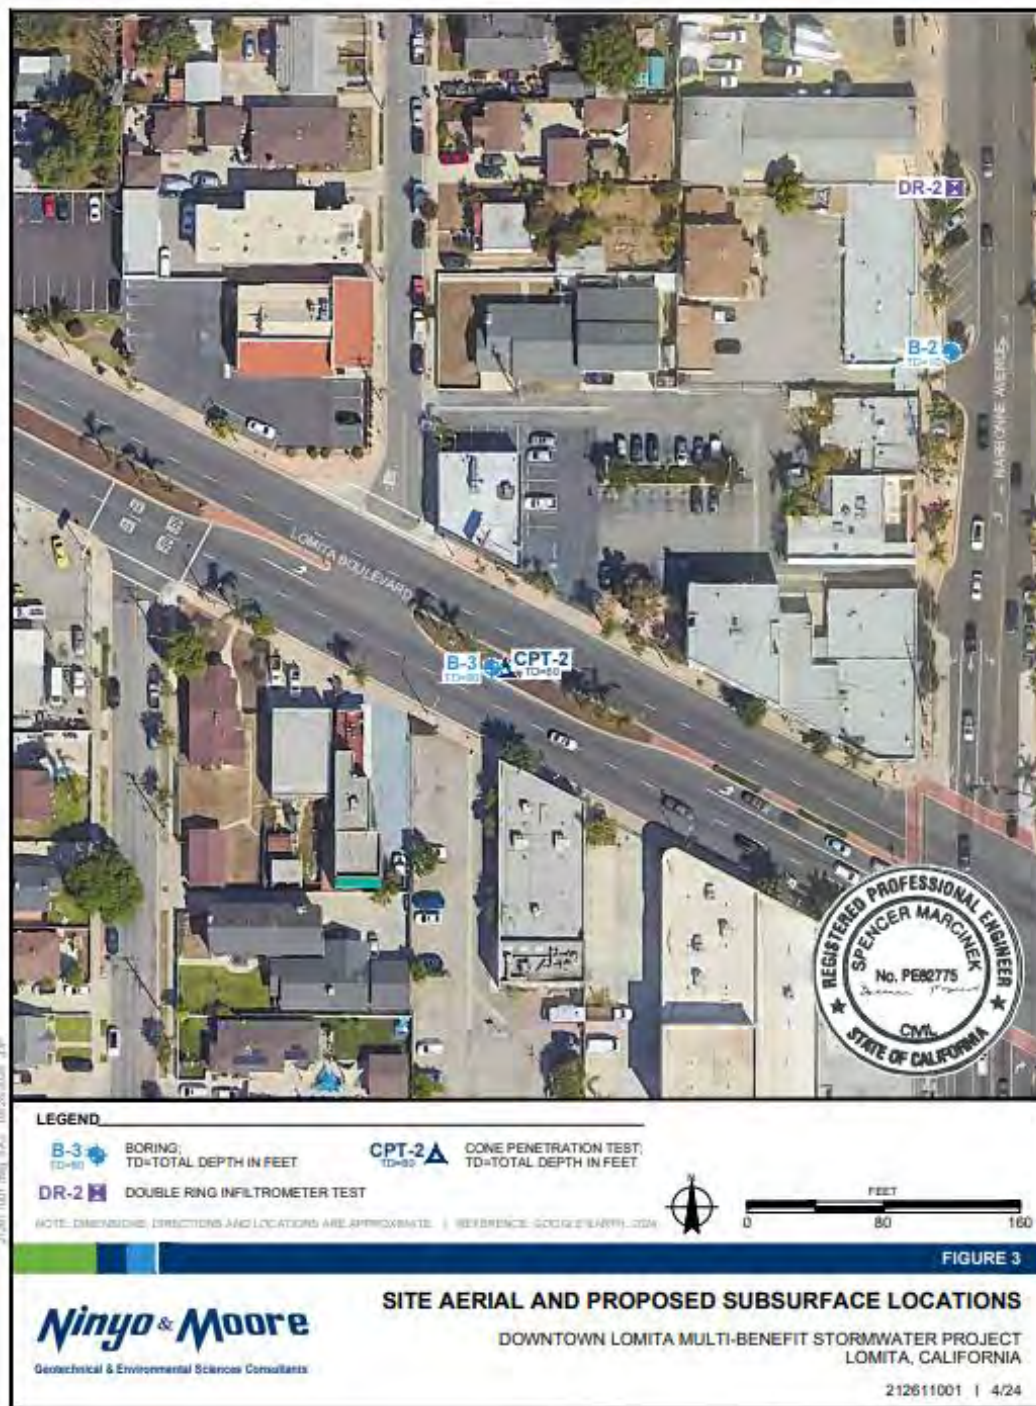 DR-2
B-2
NARBONNE AVENUE
LOMITA BOULEVARD
B-3
CPT-2
TD=60
REGISTERED PROFESSIONAL ENGINEER
SPENCER MARCINEK
No. PE82775
CIVIL
STATE OF CALIFORNIA
LEGEND
B-3
BORING;
TD=TOTAL DEPTH IN FEET
CPT-2
CONE PENETRATION TEST;
TD=TOTAL DEPTH IN FEET
DR-2
DOUBLE RING INFILTROMETER TEST
NOTE: DIMENSIONS, DIRECTIONS AND LOCATIONS ARE APPROXIMATE. | REFERENCE: GOOGLE EARTH, 2024
N
FEET
0 80 160
FIGURE 3
Ninyo & Moore
Geotechnical & Environmental Sciences Consultants
SITE AERIAL AND PROPOSED SUBSURFACE LOCATIONS
DOWNTOWN LOMITA MULTI-BENEFIT STORMWATER PROJECT
LOMITA, CALIFORNIA
212611001 | 4/24